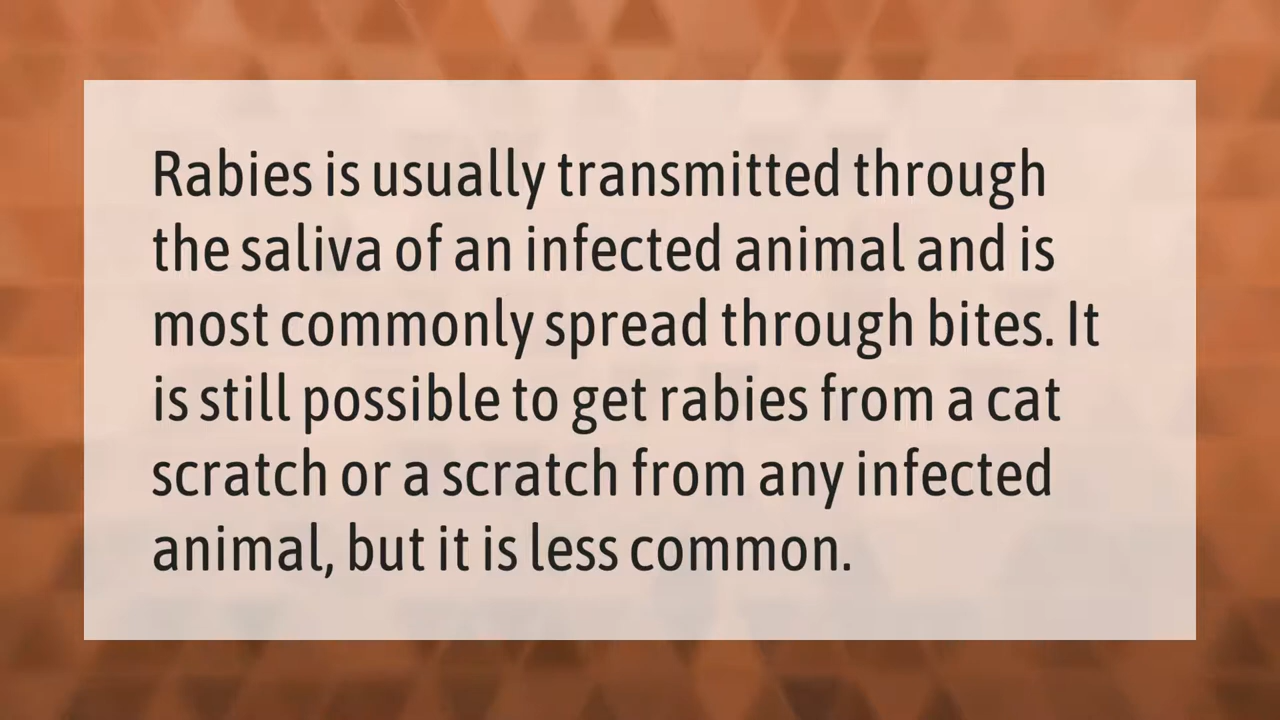 Rabies is usually transmitted through
the saliva of an infected animal and is
most commonly spread through bites. It
is still possible to get rabies from a cat
scratch or a scratch from any infected
animal, but it is less common.